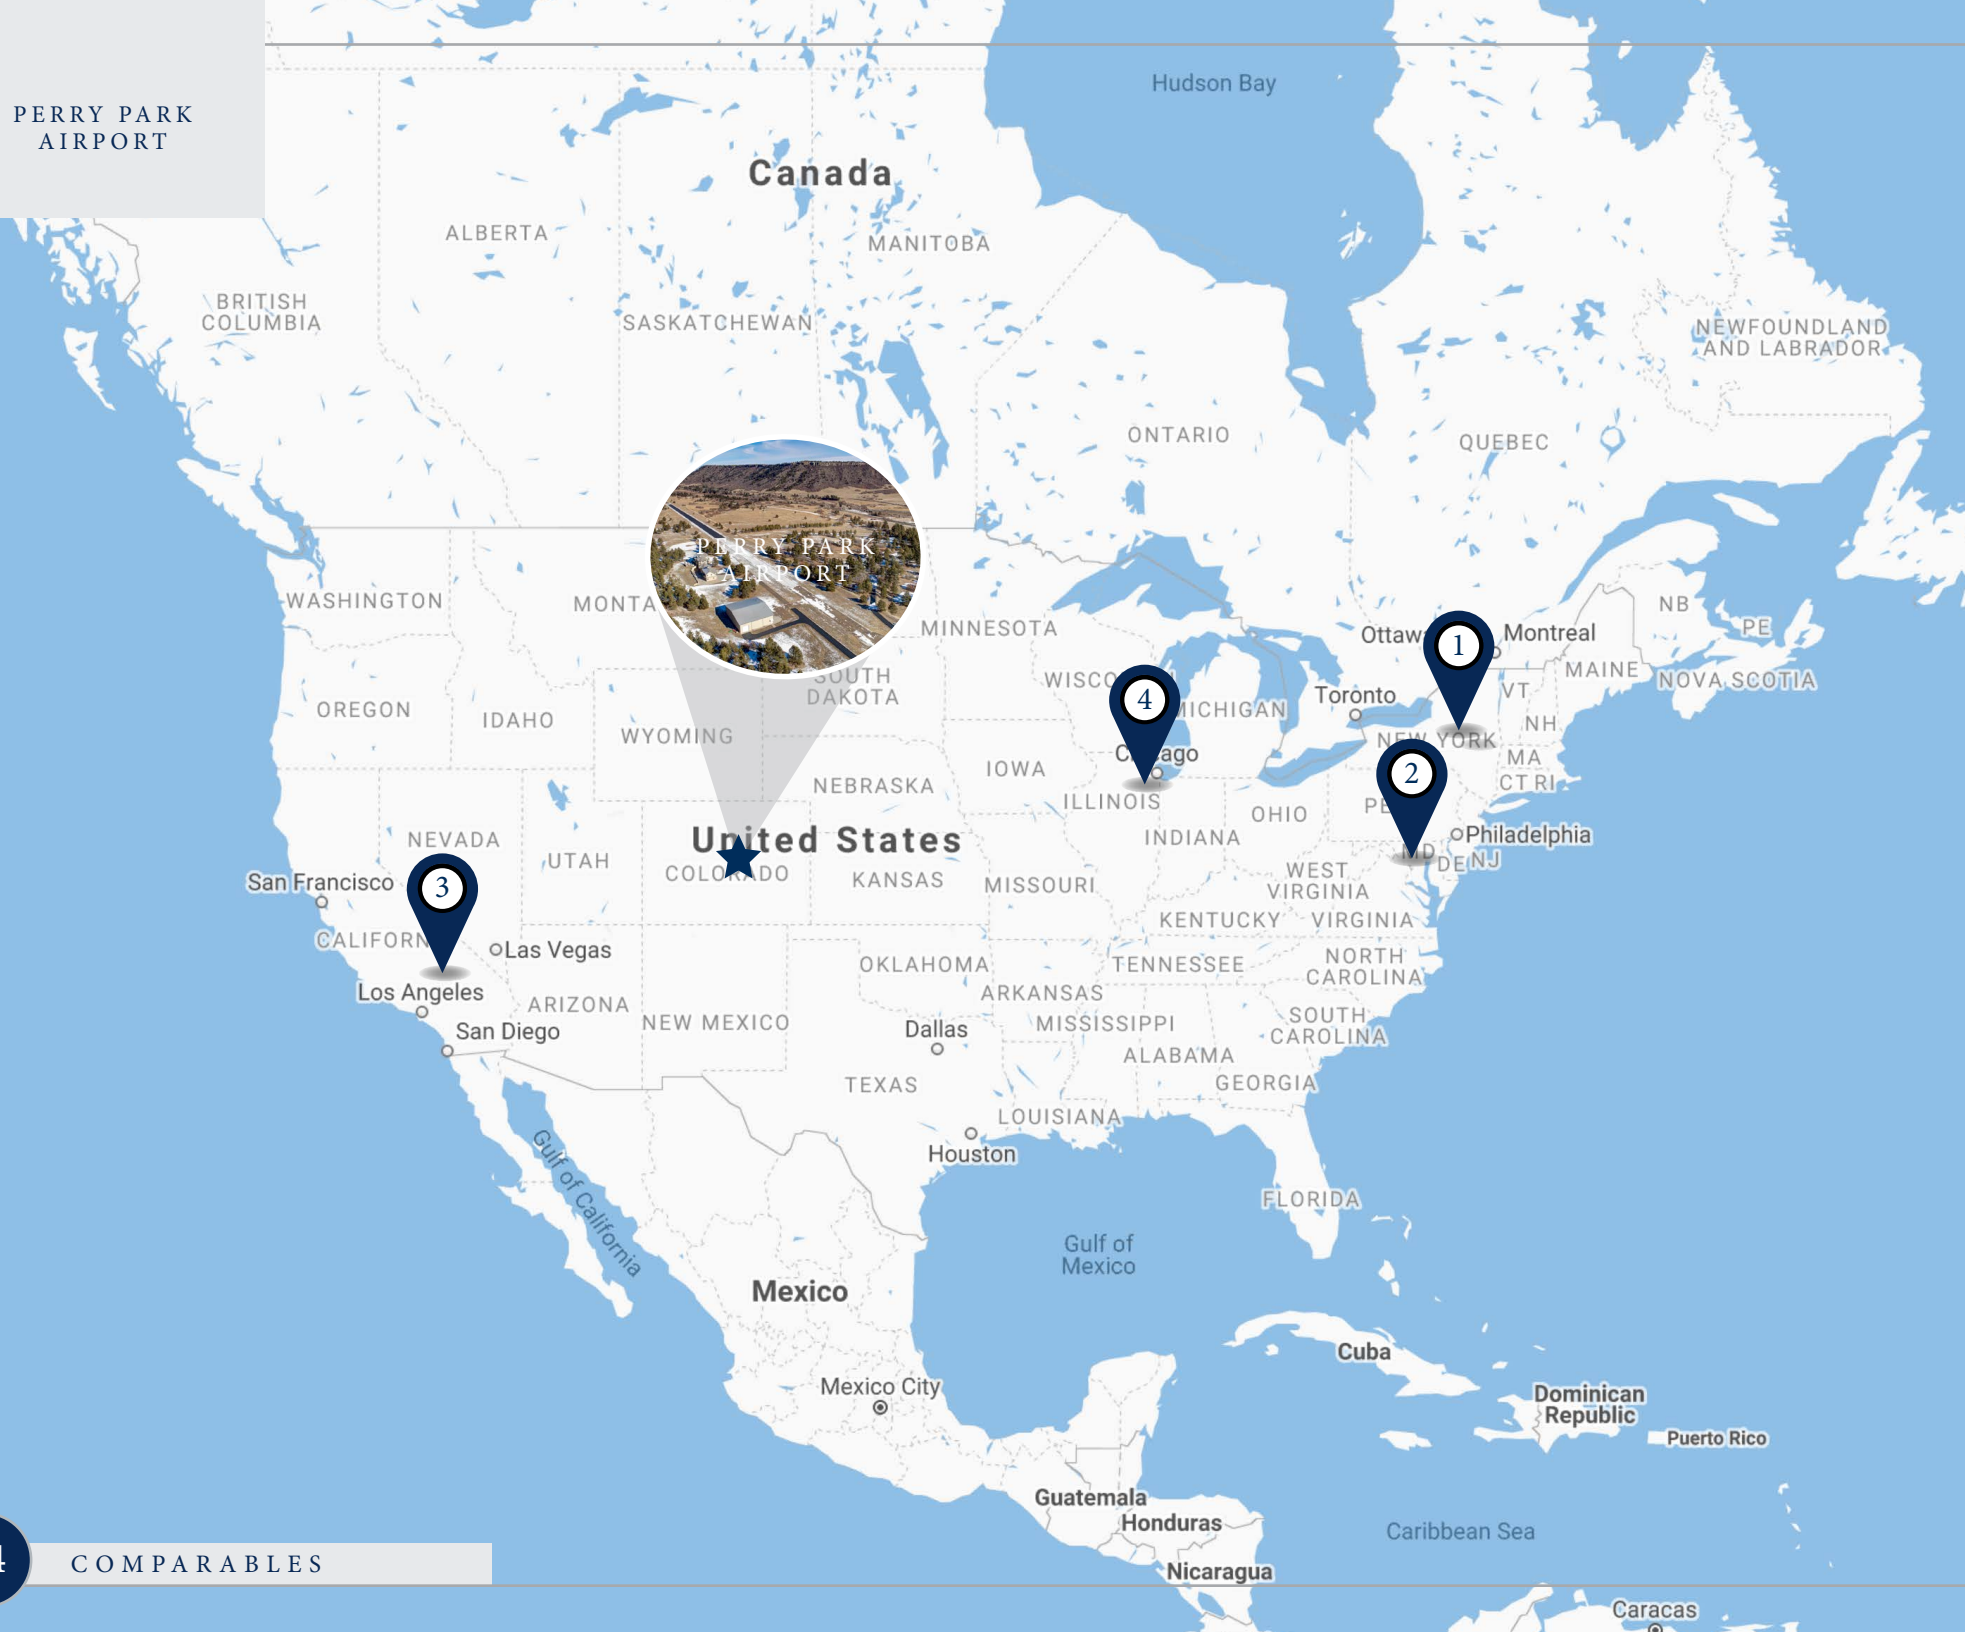 PERRY PARK
AIRPORT
Hudson Bay
Canada
ALBERTA
MANITOBA
BRITISH
COLUMBIA
SASKATCHEWAN
NEWFOUNDLAND
AND LABRADOR
ONTARIO
QUEBEC
PERRY PARK
AIRPORT
WASHINGTON
MONTA
MINNESOTA
NB
PE
Ottaw
1
Montreal
MAINE
NOVA SCOTIA
WISCO
4
MICHIGAN
Toronto
VT
NH
SOUTH
DAKOTA
OREGON
IDAHO
WYOMING
NEW YORK
MA
CT RI
Chicago
IOWA
NEBRASKA
ILLINOIS
2
PE
OHIO
INDIANA
Philadelphia
MD
DE
NJ
United States
NEVADA
UTAH
COLORADO
KANSAS
MISSOURI
WEST
VIRGINIA
San Francisco
3
KENTUCKY
VIRGINIA
CALIFORN
Las Vegas
OKLAHOMA
TENNESSEE
NORTH
CAROLINA
Los Angeles
ARIZONA
ARKANSAS
NEW MEXICO
San Diego
Dallas
MISSISSIPPI
SOUTH
CAROLINA
ALABAMA
TEXAS
GEORGIA
LOUISIANA
Houston
FLORIDA
Gulf of California
Gulf of
Mexico
Mexico
Cuba
Mexico City
Dominican
Republic
Puerto Rico
Guatemala
Honduras
Caribbean Sea
Nicaragua
4
COMPARABLES
Caracas